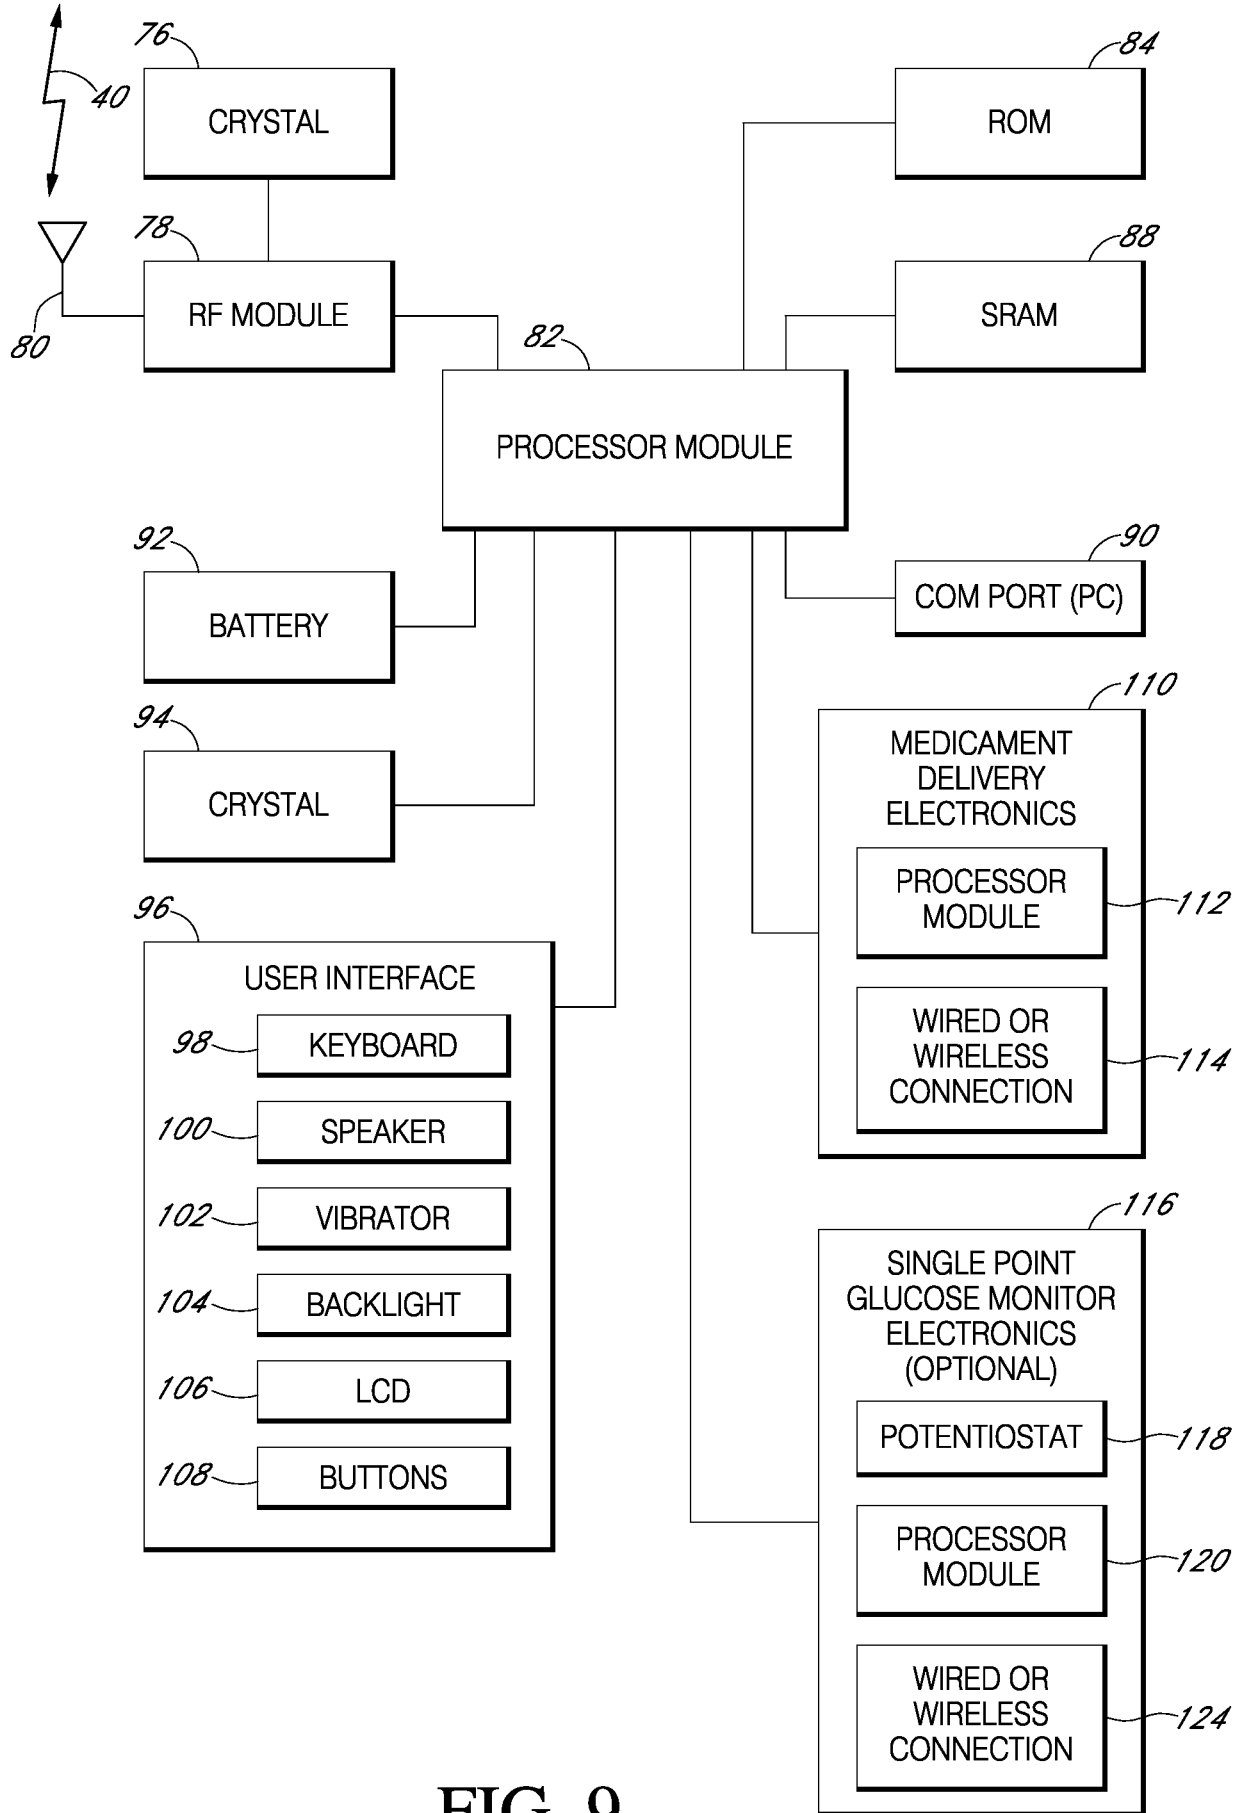 76
40
CRYSTAL
84
ROM
78
RF MODULE
80
88
SRAM
82
PROCESSOR MODULE
92
BATTERY
90
COM PORT (PC)
94
CRYSTAL
110
MEDICAMENT
DELIVERY
ELECTRONICS
PROCESSOR
MODULE
112
WIRED OR
WIRELESS
CONNECTION
114
96
USER INTERFACE
98
KEYBOARD
100
SPEAKER
102
VIBRATOR
104
BACKLIGHT
106
LCD
108
BUTTONS
116
SINGLE POINT
GLUCOSE MONITOR
ELECTRONICS
(OPTIONAL)
POTENTIOSTAT
118
PROCESSOR
MODULE
120
WIRED OR
WIRELESS
CONNECTION
124
FIG. 9